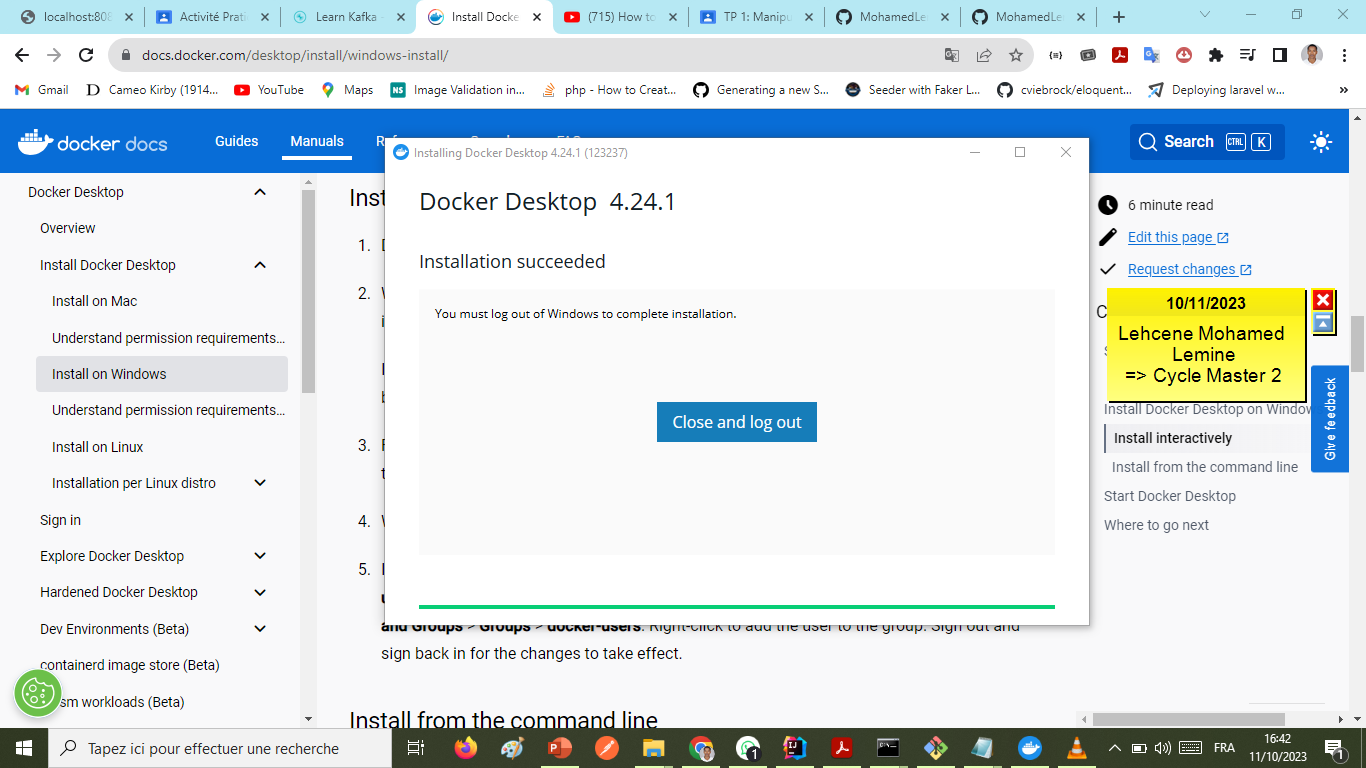 localhost:808
Activité Prati
Learn Kafka -
Install Docke
(715) How to
TP 1: Manipu
MohamedLe
MohamedLe
docs.docker.com/desktop/install/windows-install/
Gmail
Cameo Kirby (1914...
YouTube
Maps
Image Validation in...
php - How to Creat...
Generating a new S...
Seeder with Faker L...
cviebrock/eloquent...
Deploying laravel w...
»
docker docs
Guides
Manuals
Search
CTRL
K
Docker Desktop
Overview
Install Docker Desktop
Install on Mac
Understand permission requirements...
Install on Windows
Understand permission requirements...
Install on Linux
Installation per Linux distro
Sign in
Explore Docker Desktop
Hardened Docker Desktop
Dev Environments (Beta)
containerd image store (Beta)
sm workloads (Beta)
Inst
1.
2.
3.
4.
5.
Installing Docker Desktop 4.24.1 (123237)
Docker Desktop 4.24.1
Installation succeeded
You must log out of Windows to complete installation.
Close and log out
and Groups > Groups > docker-users. Right-click to add the user to the group. Sign out and
sign back in for the changes to take effect.
Install from the command line
6 minute read
Edit this page
Request changes
10/11/2023
Lehcene Mohamed
Lemine
=> Cycle Master 2
Install Docker Desktop on Window
Install interactively
Install from the command line
Start Docker Desktop
Where to go next
Give feedback
Tapez ici pour effectuer une recherche
FRA
16:42
11/10/2023
1